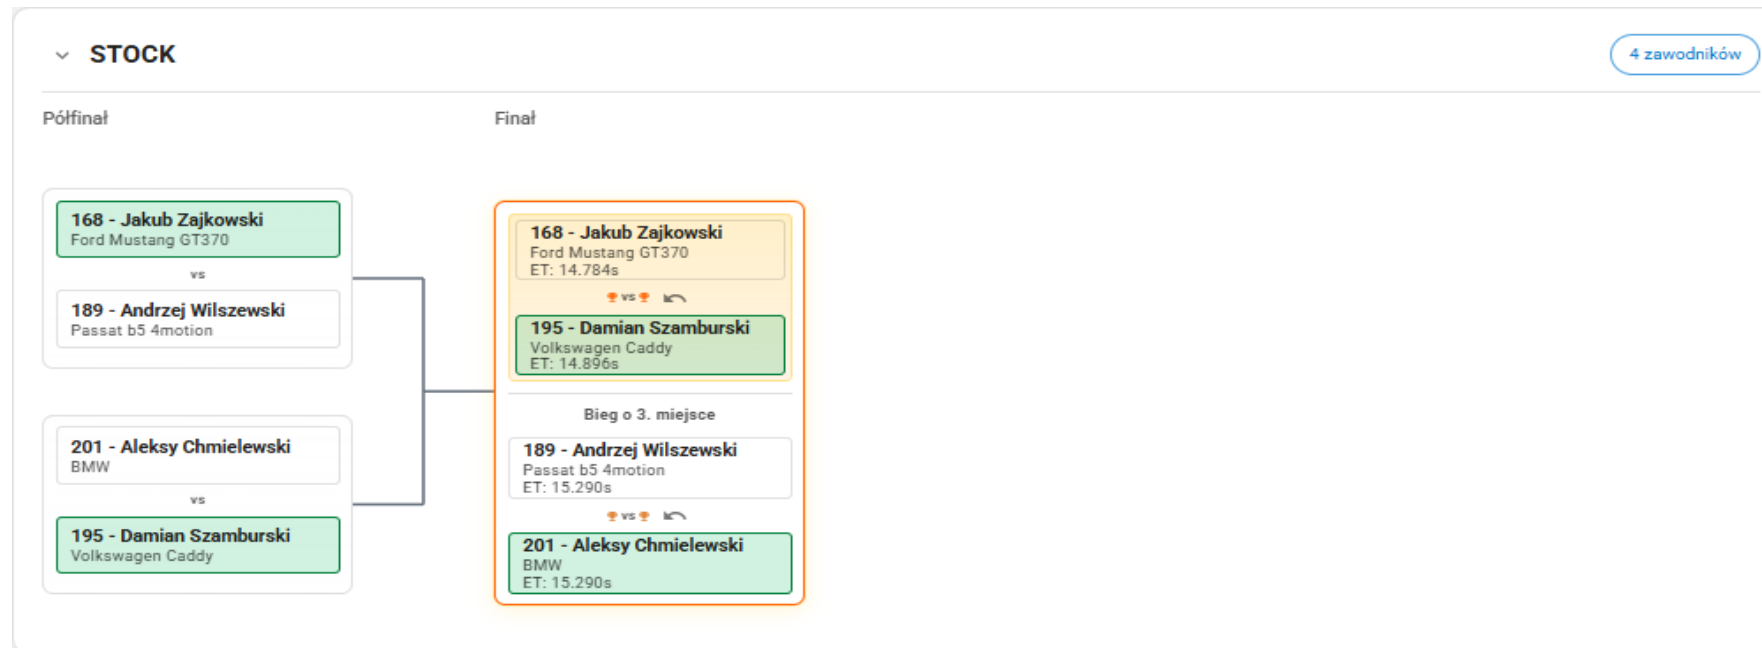 STOCK
4 zawodników
Półfinał
Finał
168 - Jakub Zajkowski
Ford Mustang GT370
vs
189 - Andrzej Wilszewski
Passat b5 4motion
201 - Aleksy Chmielewski
BMW
vs
195 - Damian Szamburski
Volkswagen Caddy
168 - Jakub Zajkowski
Ford Mustang GT370
ET: 14.784s
vs
195 - Damian Szamburski
Volkswagen Caddy
ET: 14.896s
Bieg o 3. miejsce
189 - Andrzej Wilszewski
Passat b5 4motion
ET: 15.290s
vs
201 - Aleksy Chmielewski
BMW
ET: 15.290s